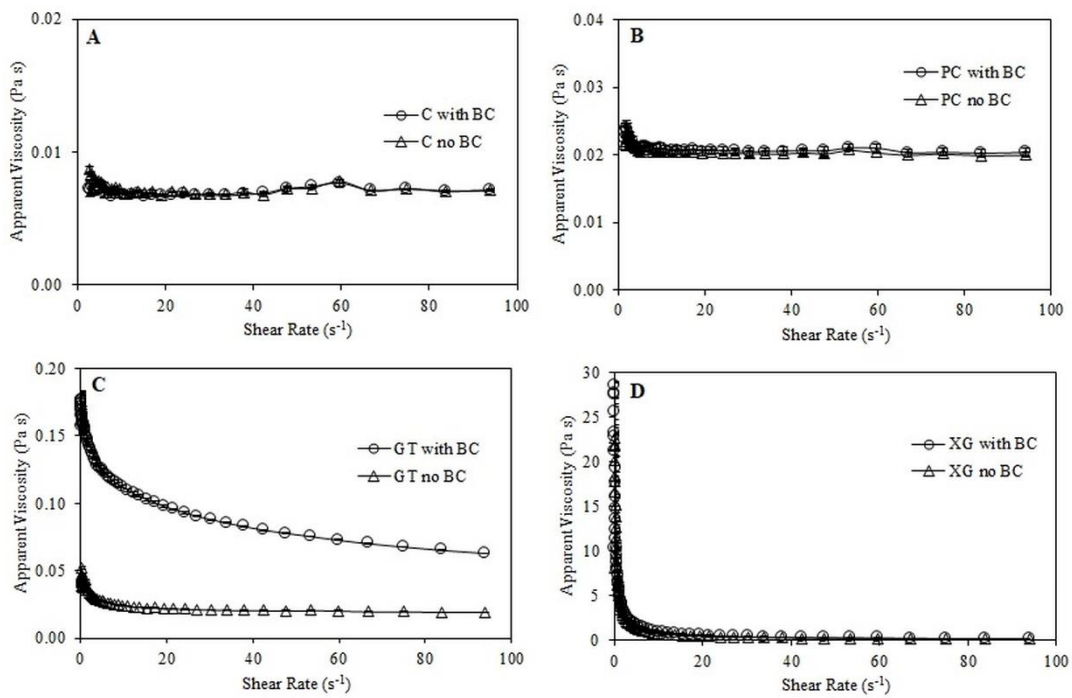 A
Apparent Viscosity (Pa s)
0.02
0.01
0.00
C with BC
C no BC
0 20 40 60 80 100
Shear Rate (s-1)
B
Apparent Viscosity (Pa s)
0.04
0.03
0.02
0.01
0.00
PC with BC
PC no BC
0 20 40 60 80 100
Shear Rate (s-1)
C
Apparent Viscosity (Pa s)
0.20
0.15
0.10
0.05
0.00
GT with BC
GT no BC
0 20 40 60 80 100
Shear Rate (s-1)
D
Apparent Viscosity (Pa s)
30
25
20
15
10
5
0
XG with BC
XG no BC
0 20 40 60 80 100
Shear Rate (s-1)